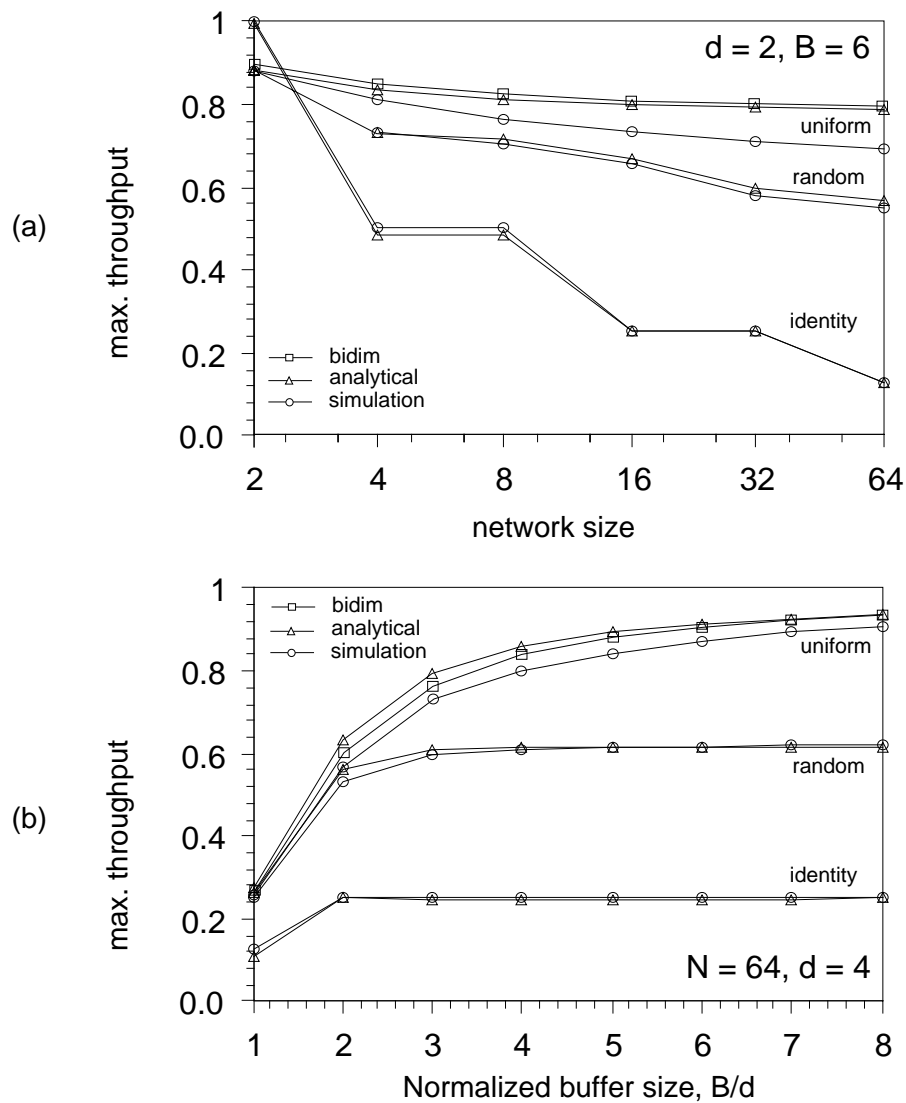 (a)
max. throughput
1
0.8
0.6
0.4
0.2
0.0
d = 2, B = 6
uniform
random
identity
bidim
analytical
simulation
2 4 8 16 32 64
network size
(b)
max. throughput
1
0.8
0.6
0.4
0.2
0.0
bidim
analytical
simulation
uniform
random
identity
N = 64, d = 4
1 2 3 4 5 6 7 8
Normalized buffer size, B/d